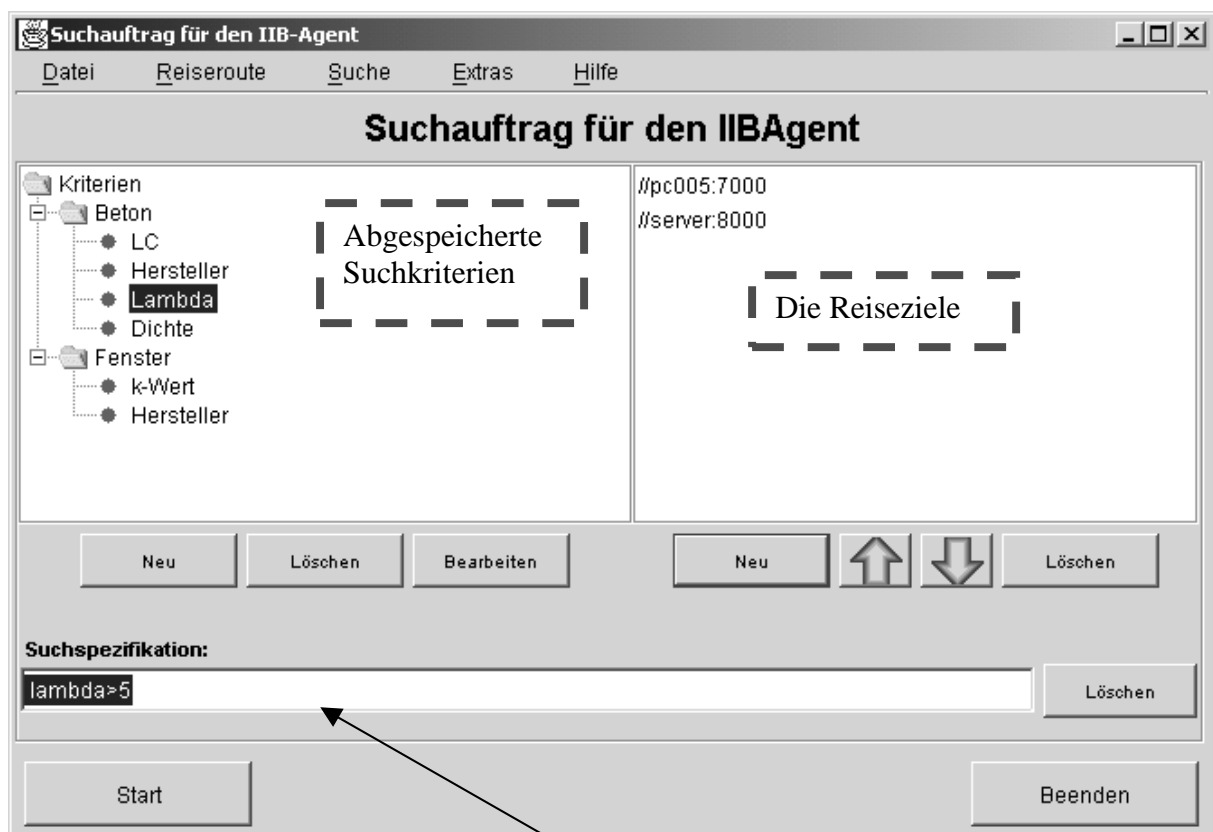 Suchauftrag für den IIB-Agent
Datei Reiseroute Suche Extras Hilfe
Suchauftrag für den IIBAgent
Kriterien
Beton
LC
Hersteller
Lambda
Dichte
Fenster
k-Wert
Hersteller
Abgespeicherte
Suchkriterien
//pc005:7000
//server:8000
Die Reiseziele
Neu Löschen Bearbeiten Neu Löschen
Suchspezifikation:
lambda>5 Löschen
Start Beenden